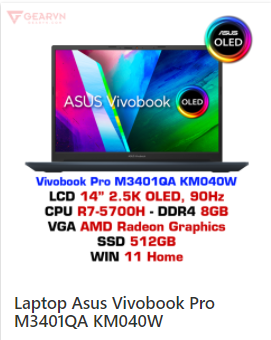 GEARVN
ASUS
OLED
ASUS Vivobook
OLED
Vivobook Pro M3401QA KM040W
LCD 14" 2.5K OLED, 90Hz
CPU R7-5700H - DDR4 8GB
VGA AMD Radeon Graphics
SSD 512GB
WIN 11 Home
Laptop Asus Vivobook Pro
M3401QA KM040W